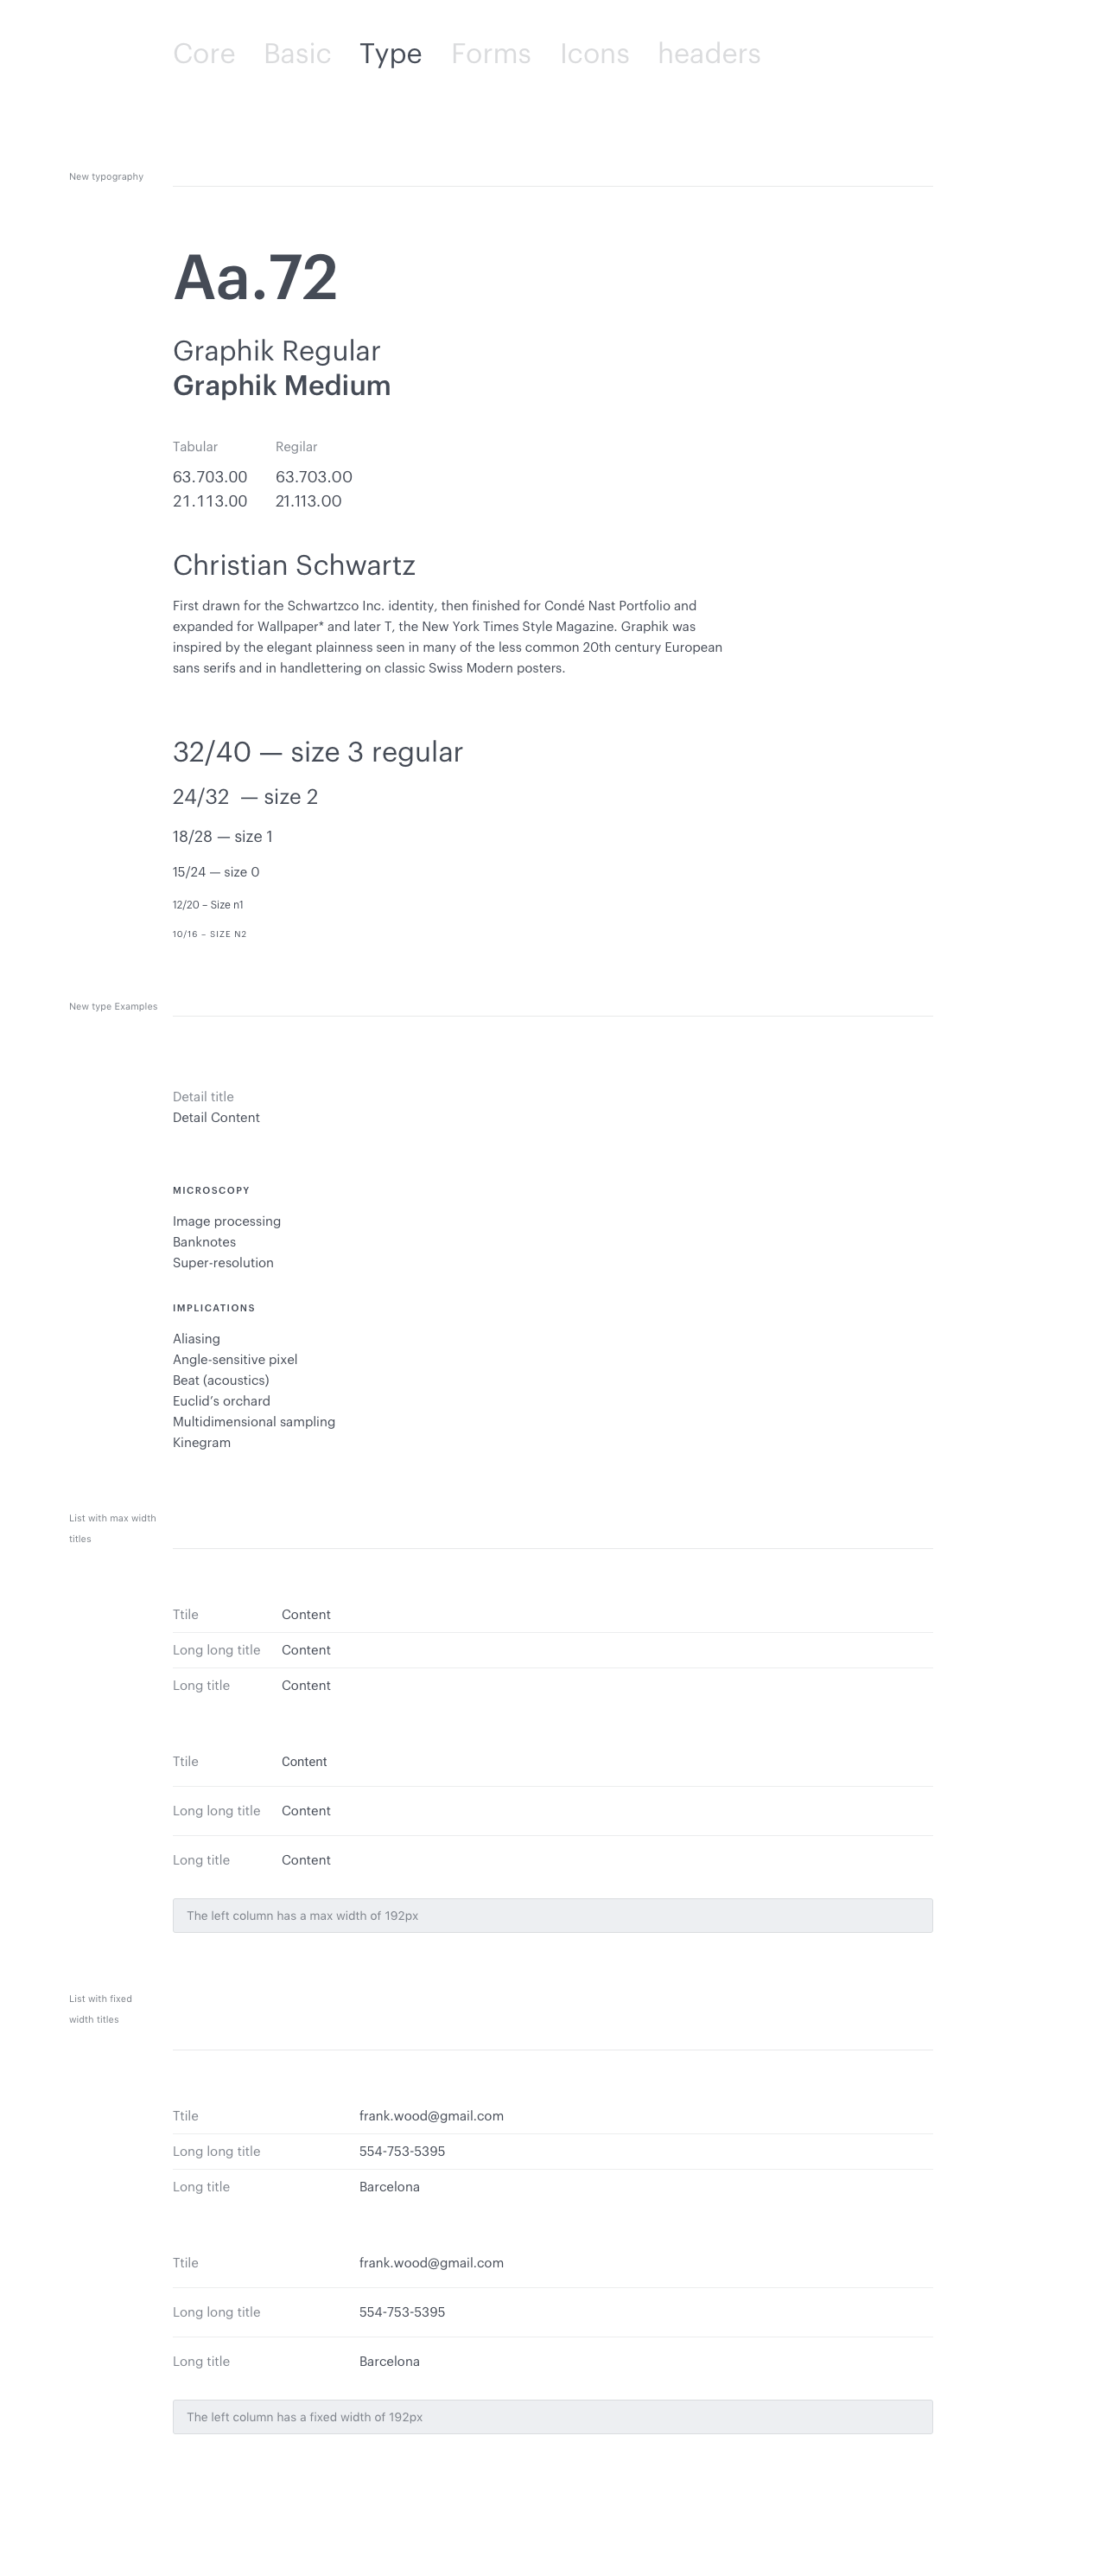 Core Basic Type Forms Icons headers
New typography
Aa.72
Graphik Regular
Graphik Medium
Tabular Regilar
63.703.00 63.703.00
21.113.00 21.113.00
Christian Schwartz
First drawn for the Schwartzco Inc. identity, then finished for Condé Nast Portfolio and
expanded for Wallpaper* and later T, the New York Times Style Magazine. Graphik was
inspired by the elegant plainness seen in many of the less common 20th century European
sans serifs and in handlettering on classic Swiss Modern posters.
32/40 — size 3 regular
24/32 — size 2
18/28 — size 1
15/24 — size 0
12/20 – Size n1
10/16 – SIZE N2
New type Examples
Detail title
Detail Content
MICROSCOPY
Image processing
Banknotes
Super-resolution
IMPLICATIONS
Aliasing
Angle-sensitive pixel
Beat (acoustics)
Euclid’s orchard
Multidimensional sampling
Kinegram
List with max width
titles
Ttile Content
Long long title Content
Long title Content
Ttile Content
Long long title Content
Long title Content
The left column has a max width of 192px
List with fixed
width titles
Ttile frank.wood@gmail.com
Long long title 554-753-5395
Long title Barcelona
Ttile frank.wood@gmail.com
Long long title 554-753-5395
Long title Barcelona
The left column has a fixed width of 192px